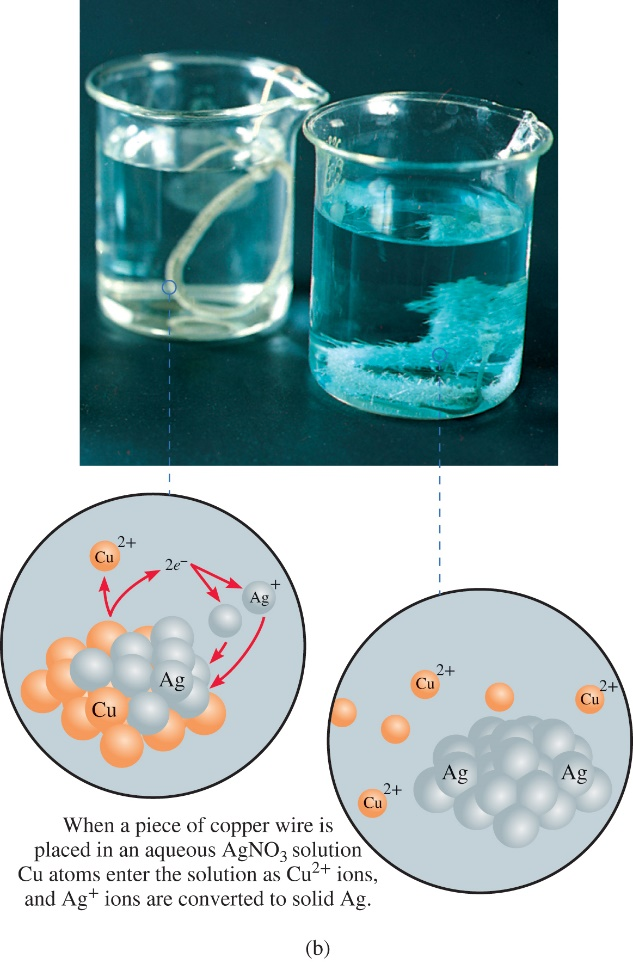 Cu²⁺
2e⁻
Ag⁺
Ag
Cu
Cu²⁺
Cu²⁺
Ag
Ag
Cu²⁺
When a piece of copper wire is
placed in an aqueous AgNO₃ solution
Cu atoms enter the solution as Cu²⁺ ions,
and Ag⁺ ions are converted to solid Ag.
(b)